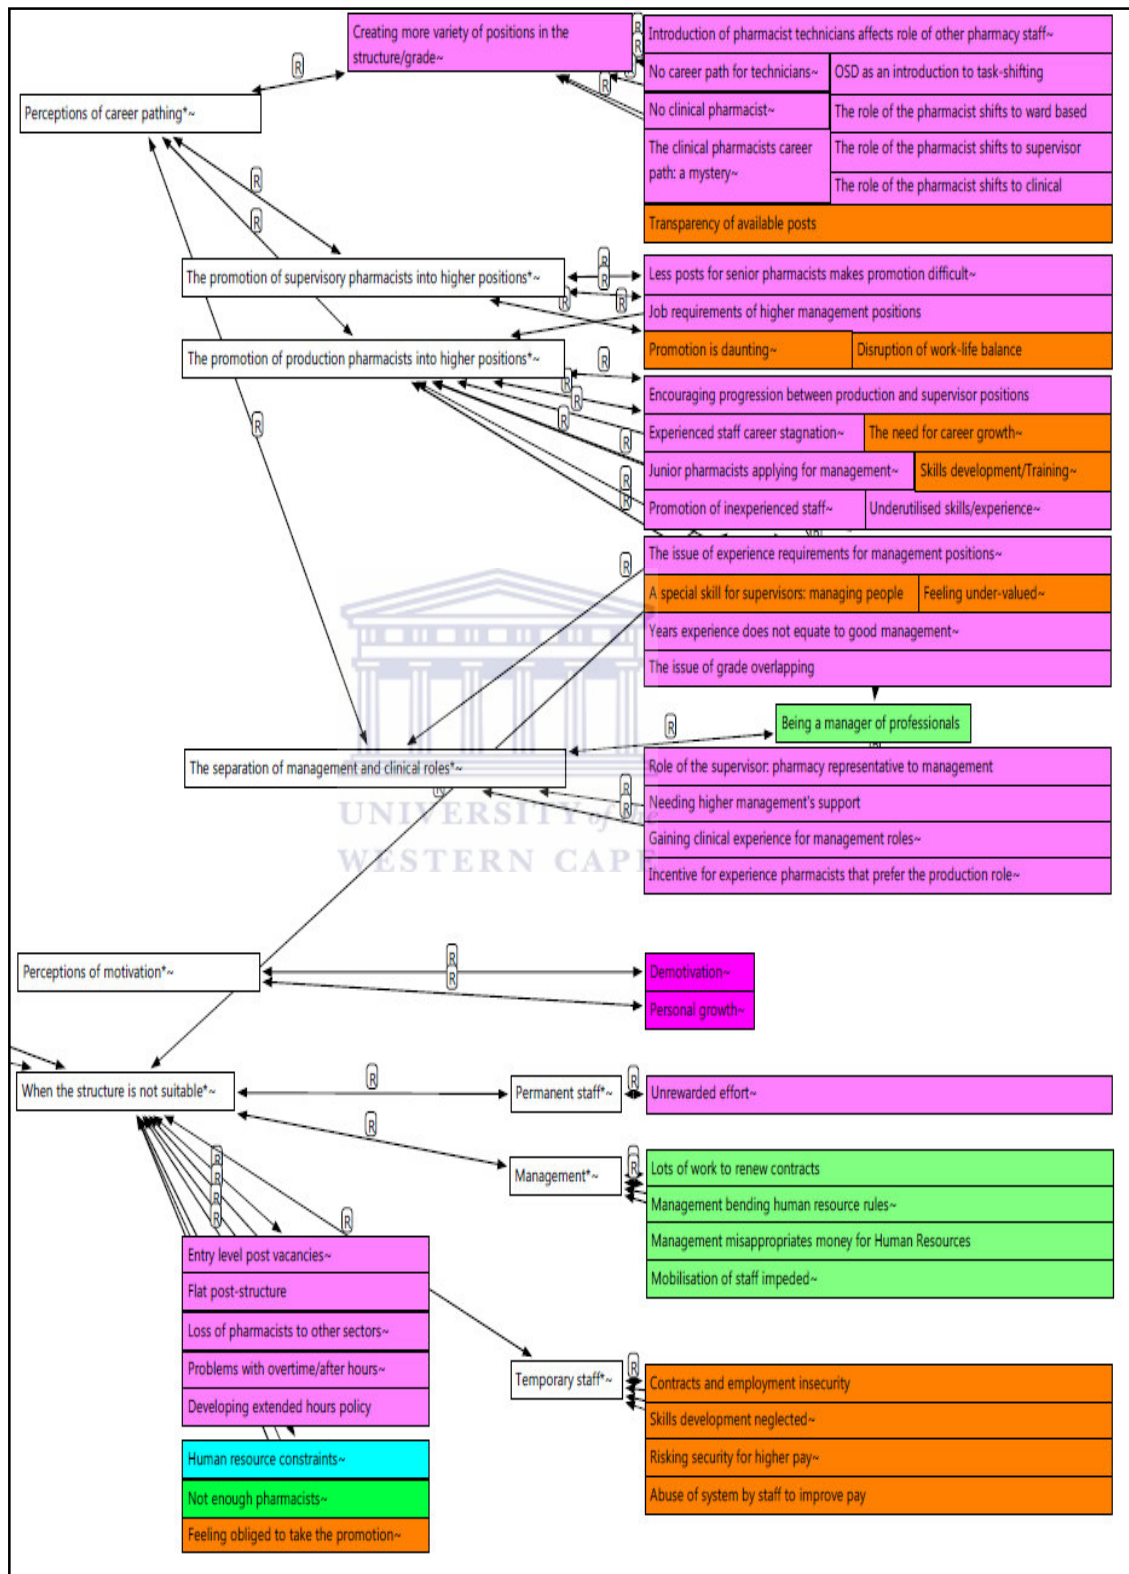 Creating more variety of positions in the
structure/grade~
R
Perceptions of career pathing*~
R
R
R
Introduction of pharmacist technicians affects role of other pharmacy staff~
No career path for technicians~
OSD as an introduction to task-shifting
No clinical pharmacist~
The role of the pharmacist shifts to ward based
The clinical pharmacists career
path: a mystery~
The role of the pharmacist shifts to supervisor
The role of the pharmacist shifts to clinical
Transparency of available posts
R
R
The promotion of supervisory pharmacists into higher positions*~
R
R
R
R
Less posts for senior pharmacists makes promotion difficult~
Job requirements of higher management positions
Promotion is daunting~
Disruption of work-life balance
The promotion of production pharmacists into higher positions*~
R
R
R
R
R
R
R
Encouraging progression between production and supervisor positions
Experienced staff career stagnation~
The need for career growth~
Junior pharmacists applying for management~
Skills development/Training~
Promotion of inexperienced staff~
Underutilised skills/experience~
R
R
The issue of experience requirements for management positions~
A special skill for supervisors: managing people
Feeling under-valued~
Years experience does not equate to good management~
The issue of grade overlapping
Being a manager of professionals
R
The separation of management and clinical roles*~
R
R
R
Role of the supervisor: pharmacy representative to management
Needing higher management's support
Gaining clinical experience for management roles~
Incentive for experience pharmacists that prefer the production role~
UNIVERSITY of the
WESTERN CAPE
Perceptions of motivation*~
R
R
Demotivation~
Personal growth~
When the structure is not suitable*~
R
Permanent staff*~
R
Unrewarded effort~
R
Management*~
R
R
Lots of work to renew contracts
Management bending human resource rules~
Management misappropriates money for Human Resources
Mobilisation of staff impeded~
R
R
R
R
R
Entry level post vacancies~
Flat post-structure
Loss of pharmacists to other sectors~
Problems with overtime/after hours~
Developing extended hours policy
Temporary staff*~
R
Contracts and employment insecurity
Skills development neglected~
Risking security for higher pay~
Abuse of system by staff to improve pay
Human resource constraints~
Not enough pharmacists~
Feeling obliged to take the promotion~